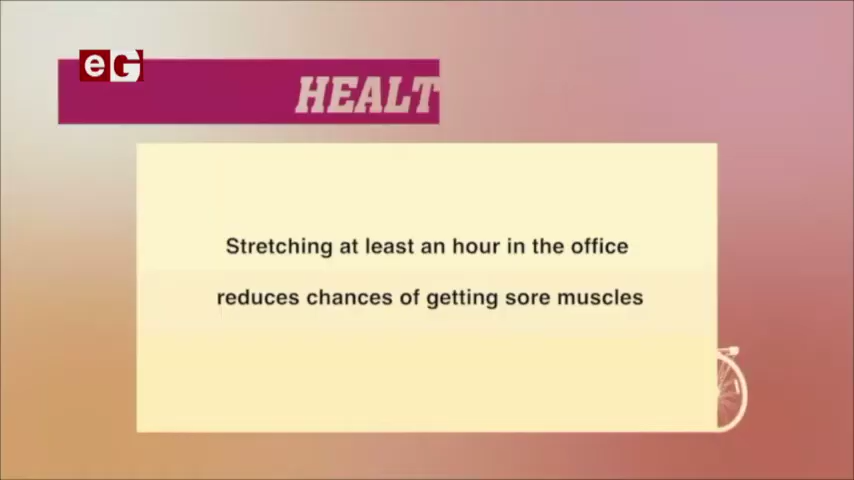 eG
HEALT
Stretching at least an hour in the office
reduces chances of getting sore muscles